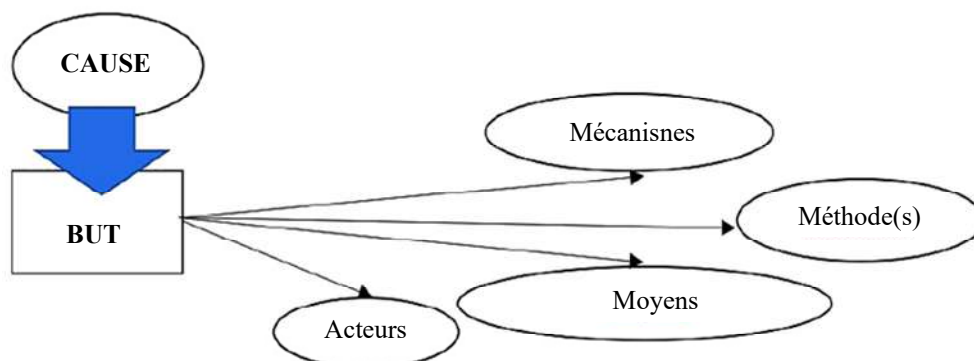 CAUSE
Mécanisnes
Méthode(s)
BUT
Moyens
Acteurs